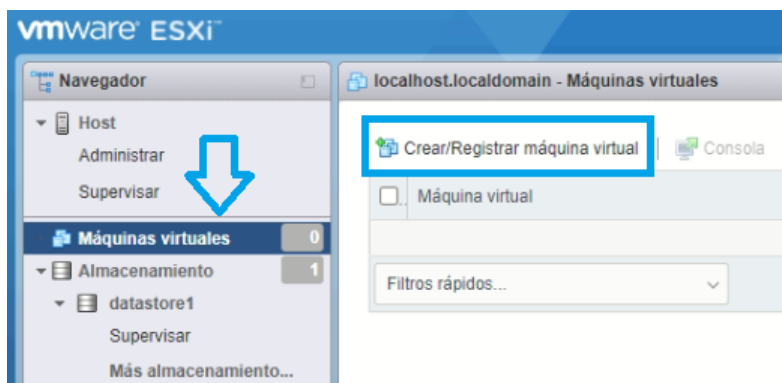 vmware ESXi™
Navegador
Host
Administrar
Supervisar
Máquinas virtuales 0
Almacenamiento 1
datastore1
Supervisar
Más almacenamiento...
localhost.localdomain - Máquinas virtuales
Crear/Registrar máquina virtual | Consola
Máquina virtual
Filtros rápidos...